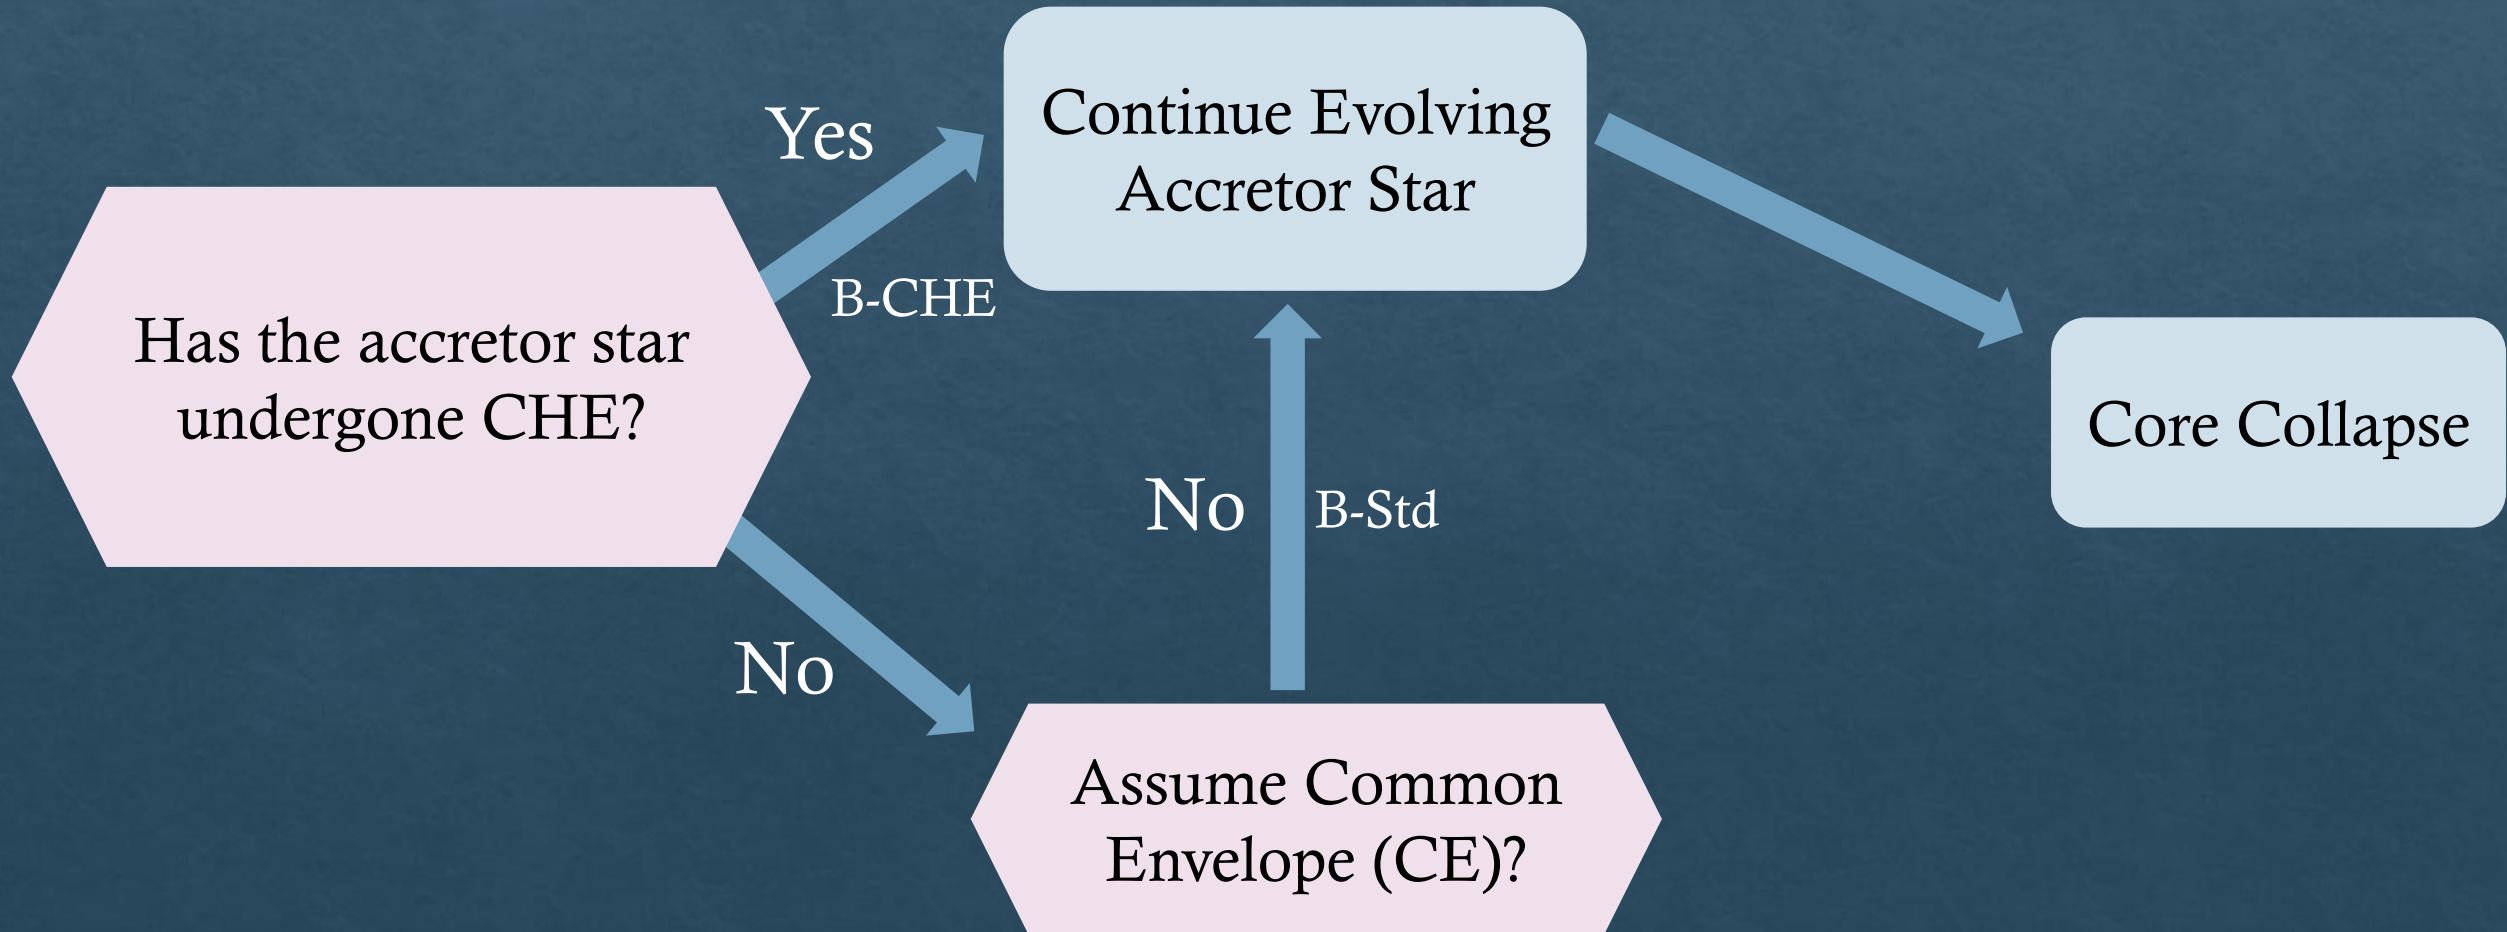 Yes
Continue Evolving
Accretor Star
B-CHE
Has the accretor star
undergone CHE?
Core Collapse
No
B-Std
No
Assume Common
Envelope (CE)?